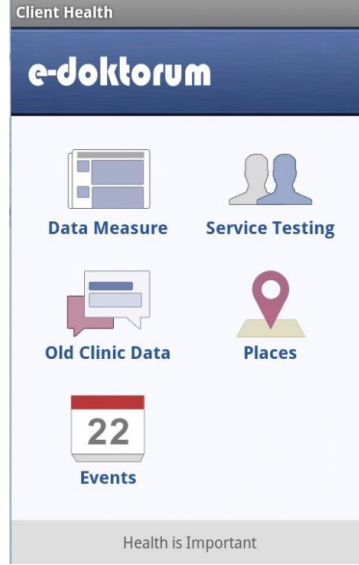 Client Health
e-doktorum
Data Measure
Service Testing
Old Clinic Data
Places
22
Events
Health is Important